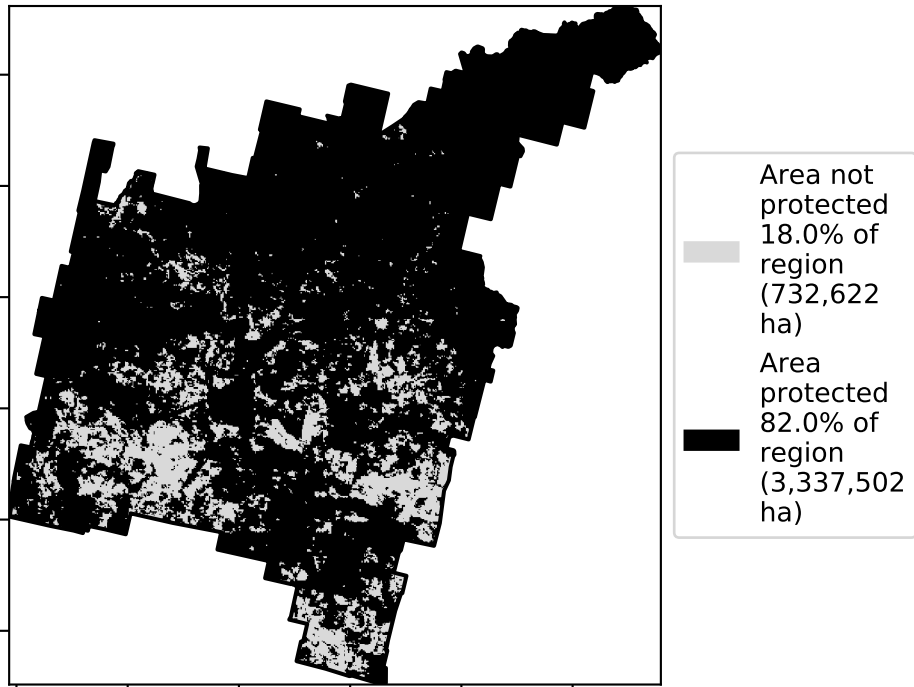 Area not
protected
18.0% of
region
(732,622
ha)
Area
protected
82.0% of
region
(3,337,502
ha)